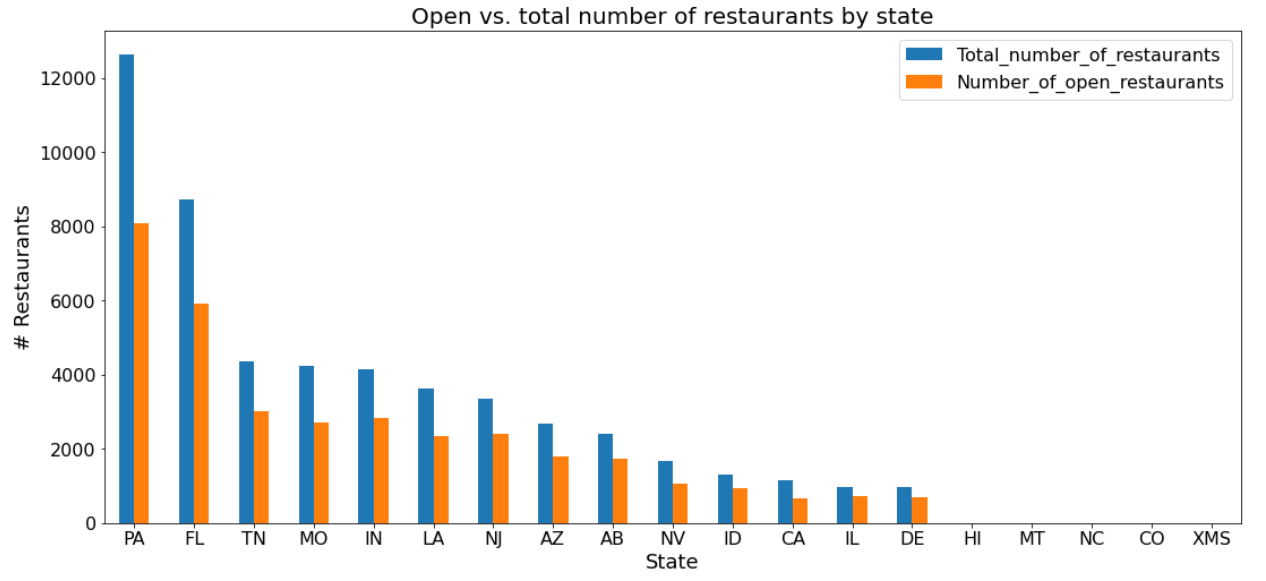 Open vs. total number of restaurants by state
Total_number_of_restaurants
Number_of_open_restaurants
# Restaurants
12000
10000
8000
6000
4000
2000
0
PA FL TN MO IN LA NJ AZ AB NV ID CA IL DE HI MT NC CO XMS
State